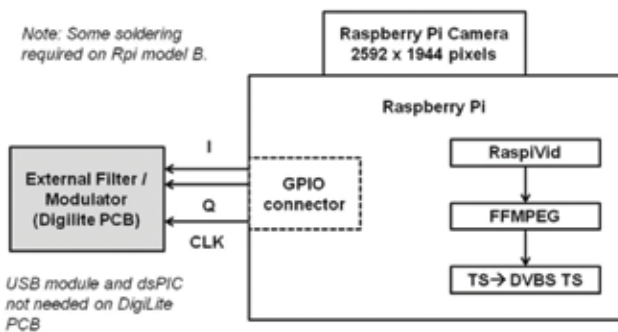 Note: Some soldering
required on Rpi model B.
Raspberry Pi Camera
2592 x 1944 pixels
Raspberry Pi
I
External Filter /
Modulator
(Digilite PCB)
Q
CLK
GPIO
connector
RaspiVid
FFMPEG
TS→ DVBS TS
USB module and dsPIC
not needed on DigiLite
PCB